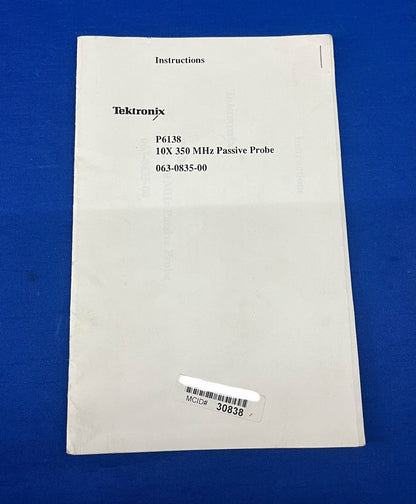 Instructions
Tektronix
P6138
10X 350 MHz Passive Probe
063-0835-00
MCID# 30838